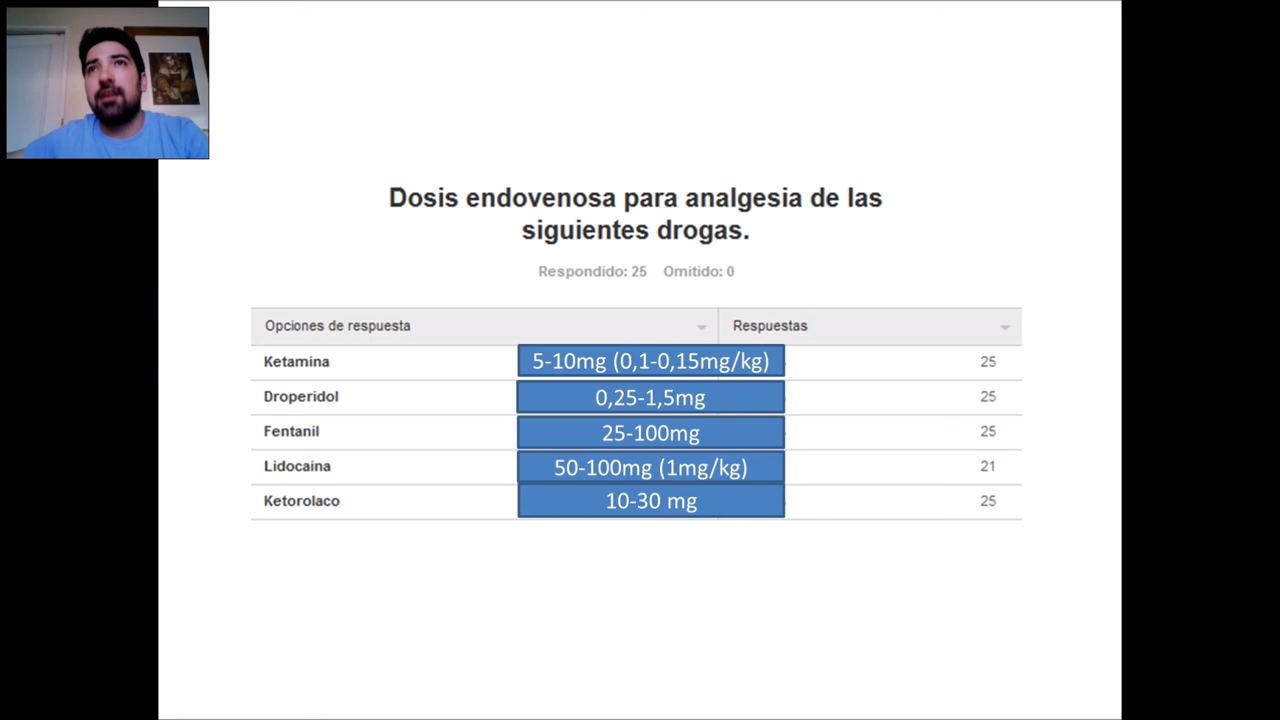 Dosis endovenosa para analgesia de las
siguientes drogas.
Respondido: 25 Omitido: 0
Opciones de respuesta Respuestas
Ketamina 5-10mg (0,1-0,15mg/kg) 25
Droperidol 0,25-1,5mg 25
Fentanil 25-100mg 25
Lidocaina 50-100mg (1mg/kg) 21
Ketorolaco 10-30 mg 25